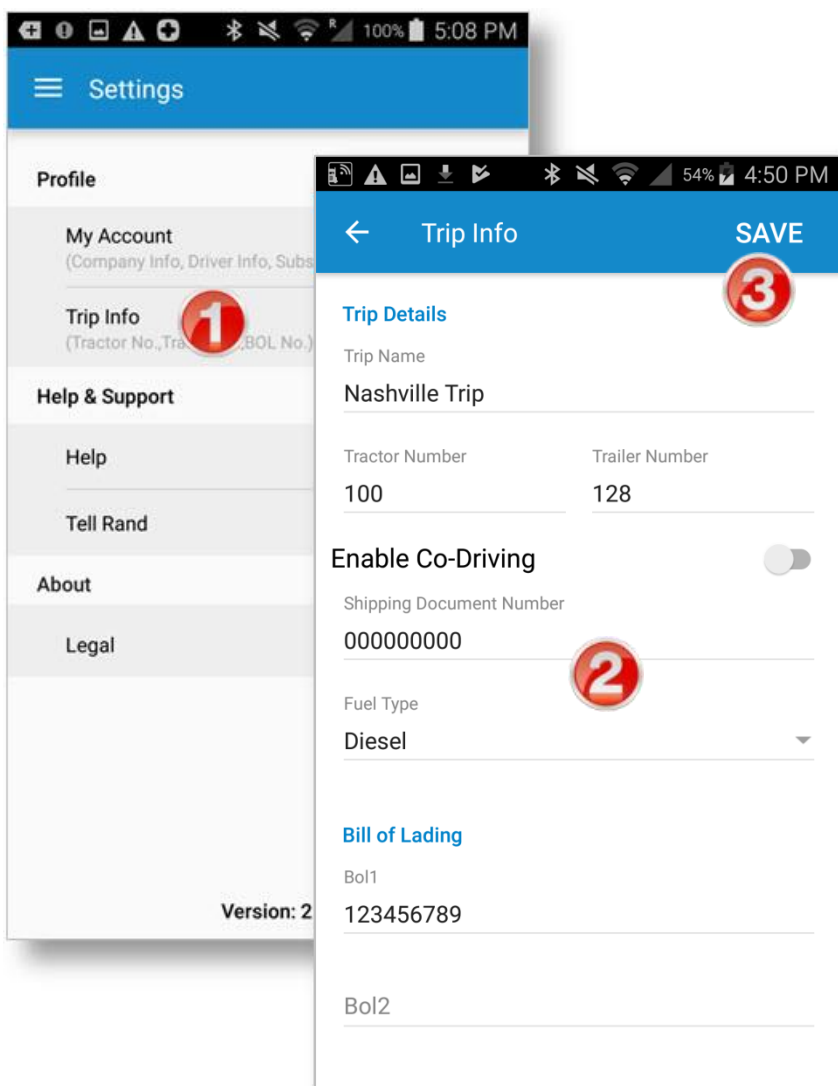 R 100% 5:08 PM
Settings
Profile
My Account
(Company Info, Driver Info, Subs
Trip Info
(Tractor No.,Tra BOL No.)
1
Help & Support
Help
Tell Rand
About
Legal
Version: 2
54% 4:50 PM
Trip Info SAVE
3
Trip Details
Trip Name
Nashville Trip
Tractor Number Trailer Number
100 128
Enable Co-Driving
Shipping Document Number
000000000
2
Fuel Type
Diesel
Bill of Lading
Bol1
123456789
Bol2